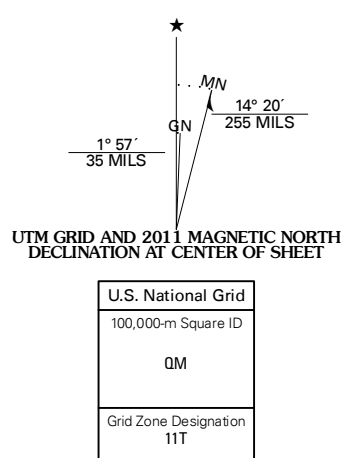 ★
MN
14° 20´
255 MILS
GN
1° 57´
35 MILS
UTM GRID AND 2011 MAGNETIC NORTH
DECLINATION AT CENTER OF SHEET
U.S. National Grid
100,000-m Square ID
QM
Grid Zone Designation
11T